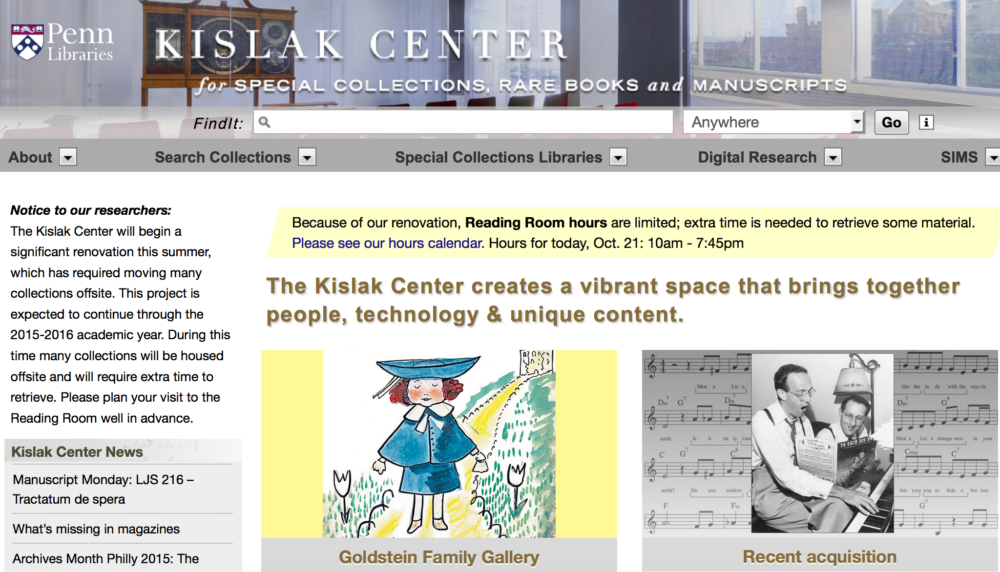 Penn
Libraries
KISLAK CENTER
for SPECIAL COLLECTIONS, RARE BOOKS and MANUSCRIPTS
FindIt:
Anywhere
Go
i
About
Search Collections
Special Collections Libraries
Digital Research
SIMS
Notice to our researchers:
The Kislak Center will begin a
significant renovation this summer,
which has required moving many
collections offsite. This project is
expected to continue through the
2015-2016 academic year. During this
time many collections will be housed
offsite and will require extra time to
retrieve. Please plan your visit to the
Reading Room well in advance.
Kislak Center News
Manuscript Monday: LJS 216 –
Tractatum de spera
What's missing in magazines
Archives Month Philly 2015: The
Because of our renovation, Reading Room hours are limited; extra time is needed to retrieve some material.
Please see our hours calendar. Hours for today, Oct. 21: 10am - 7:45pm
The Kislak Center creates a vibrant space that brings together
people, technology & unique content.
Goldstein Family Gallery
Mon a Lis a,
like the la dy with the mys tic
Dm7 G7 Dm7
Dm7 G9
smile Is it on ly 'caus
Mon a Lis a strange ness in your
C G7 C6
Cmaj7 C7
smile? Do you smile to
this your way to hide a bro ken
F Fm
G7
TO EACH HIS
Recent acquisition